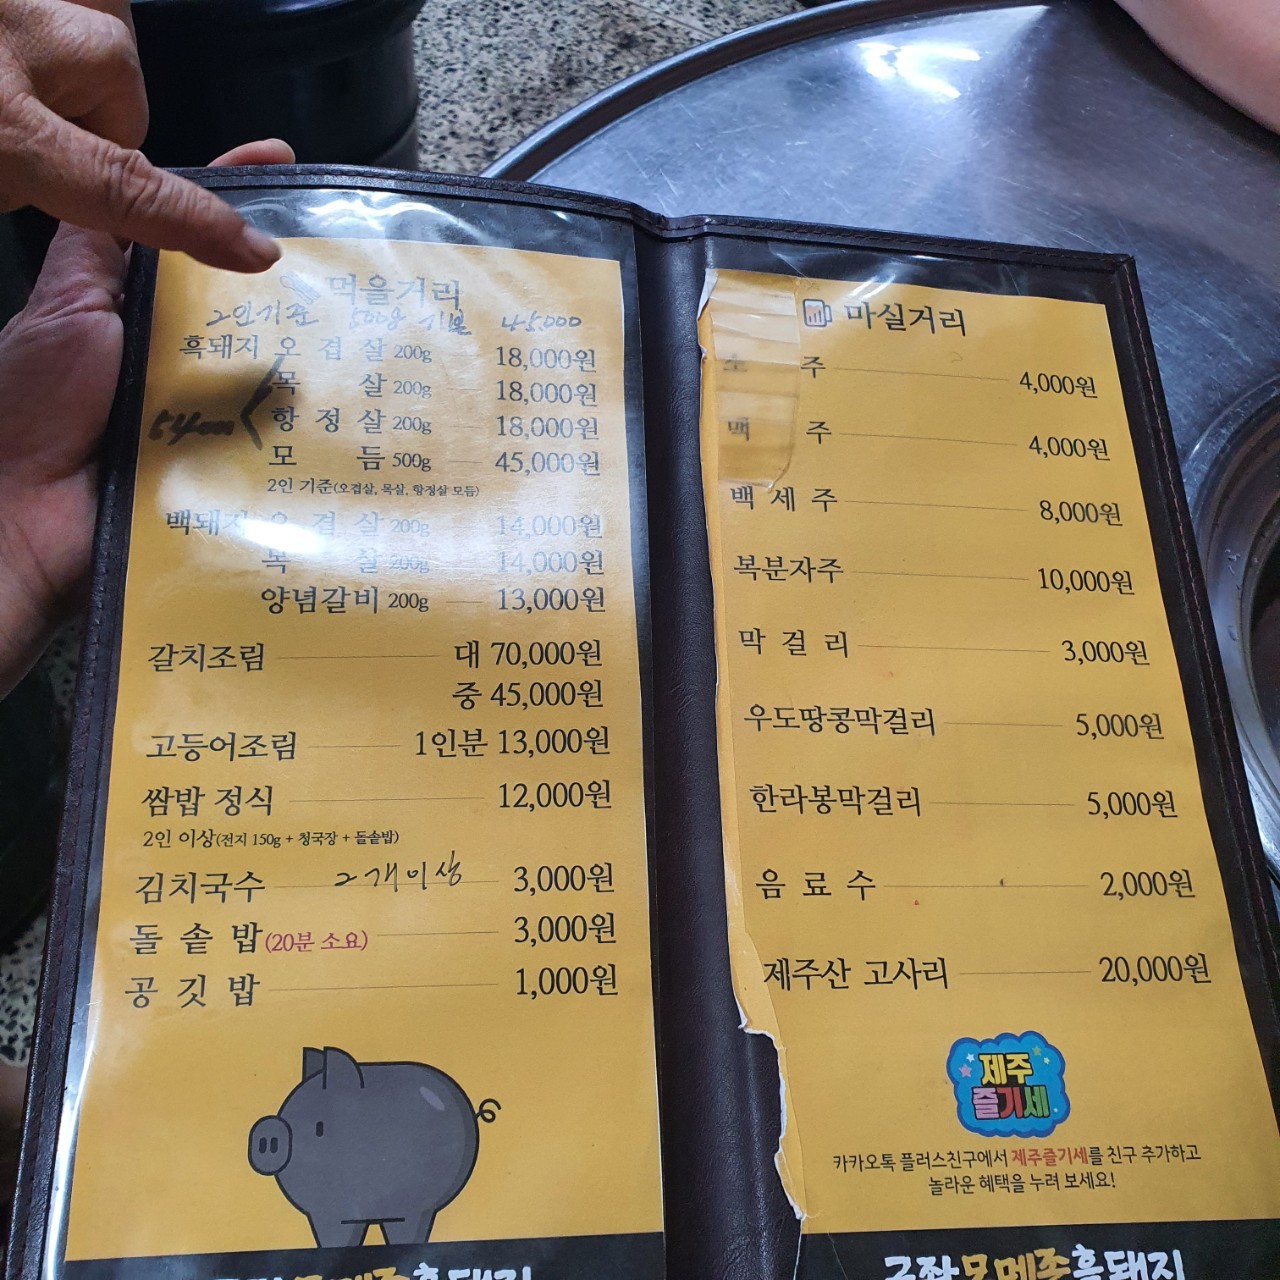 먹을거리
2인기준 500g 기본 45,000
흑돼지 오 겹 살 200g 18,000원
목 살 200g 18,000원
항 정 살 200g 18,000원
모 듬 500g 45,000원
2인 기준(오겹살, 목살, 항정살 모듬)
백돼지 오 겹 살 200g 14,000원
목 살 200g 14,000원
양념갈비 200g 13,000원
갈치조림 대 70,000원
중 45,000원
고등어조림 1인분 13,000원
쌈밥 정식 12,000원
2인 이상(전지 150g + 청국장 + 돌솥밥)
김치국수 2개이상 3,000원
돌 솥 밥(20분 소요) 3,000원
공 깃 밥 1,000원
마실거리
소 주 4,000원
맥 주 4,000원
백 세 주 8,000원
복분자주 10,000원
막 걸 리 3,000원
우도땅콩막걸리 5,000원
한라봉막걸리 5,000원
음 료 수 2,000원
제주산 고사리 20,000원
제주
즐기세
카카오톡 플러스친구에서 제주즐기세를 친구 추가하고
놀라운 혜택을 누려 보세요!
흑돼지